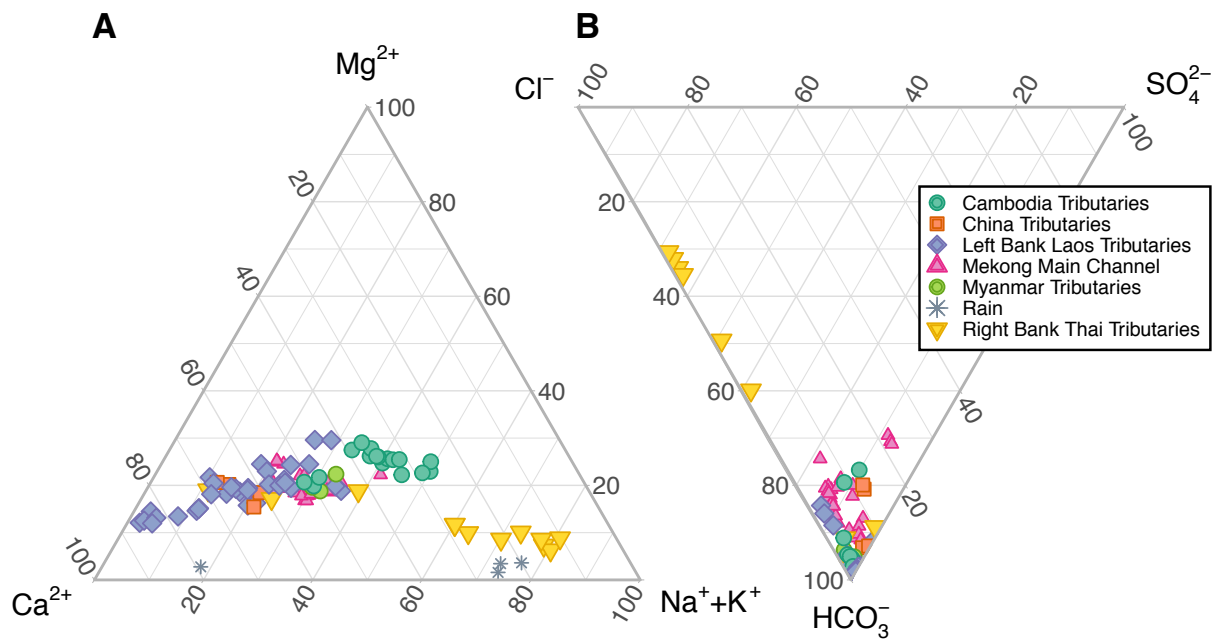 A
B
Mg²⁺
Cl⁻
SO₄²⁻
100
100 80 60 40 20
100
20
80
20
40
60
40
60
40
60
40
80
20
80
20
100
100
Ca²⁺
20 40 60 80 100
Na⁺+K⁺
HCO₃⁻
Cambodia Tributaries
China Tributaries
Left Bank Laos Tributaries
Mekong Main Channel
Myanmar Tributaries
Rain
Right Bank Thai Tributaries